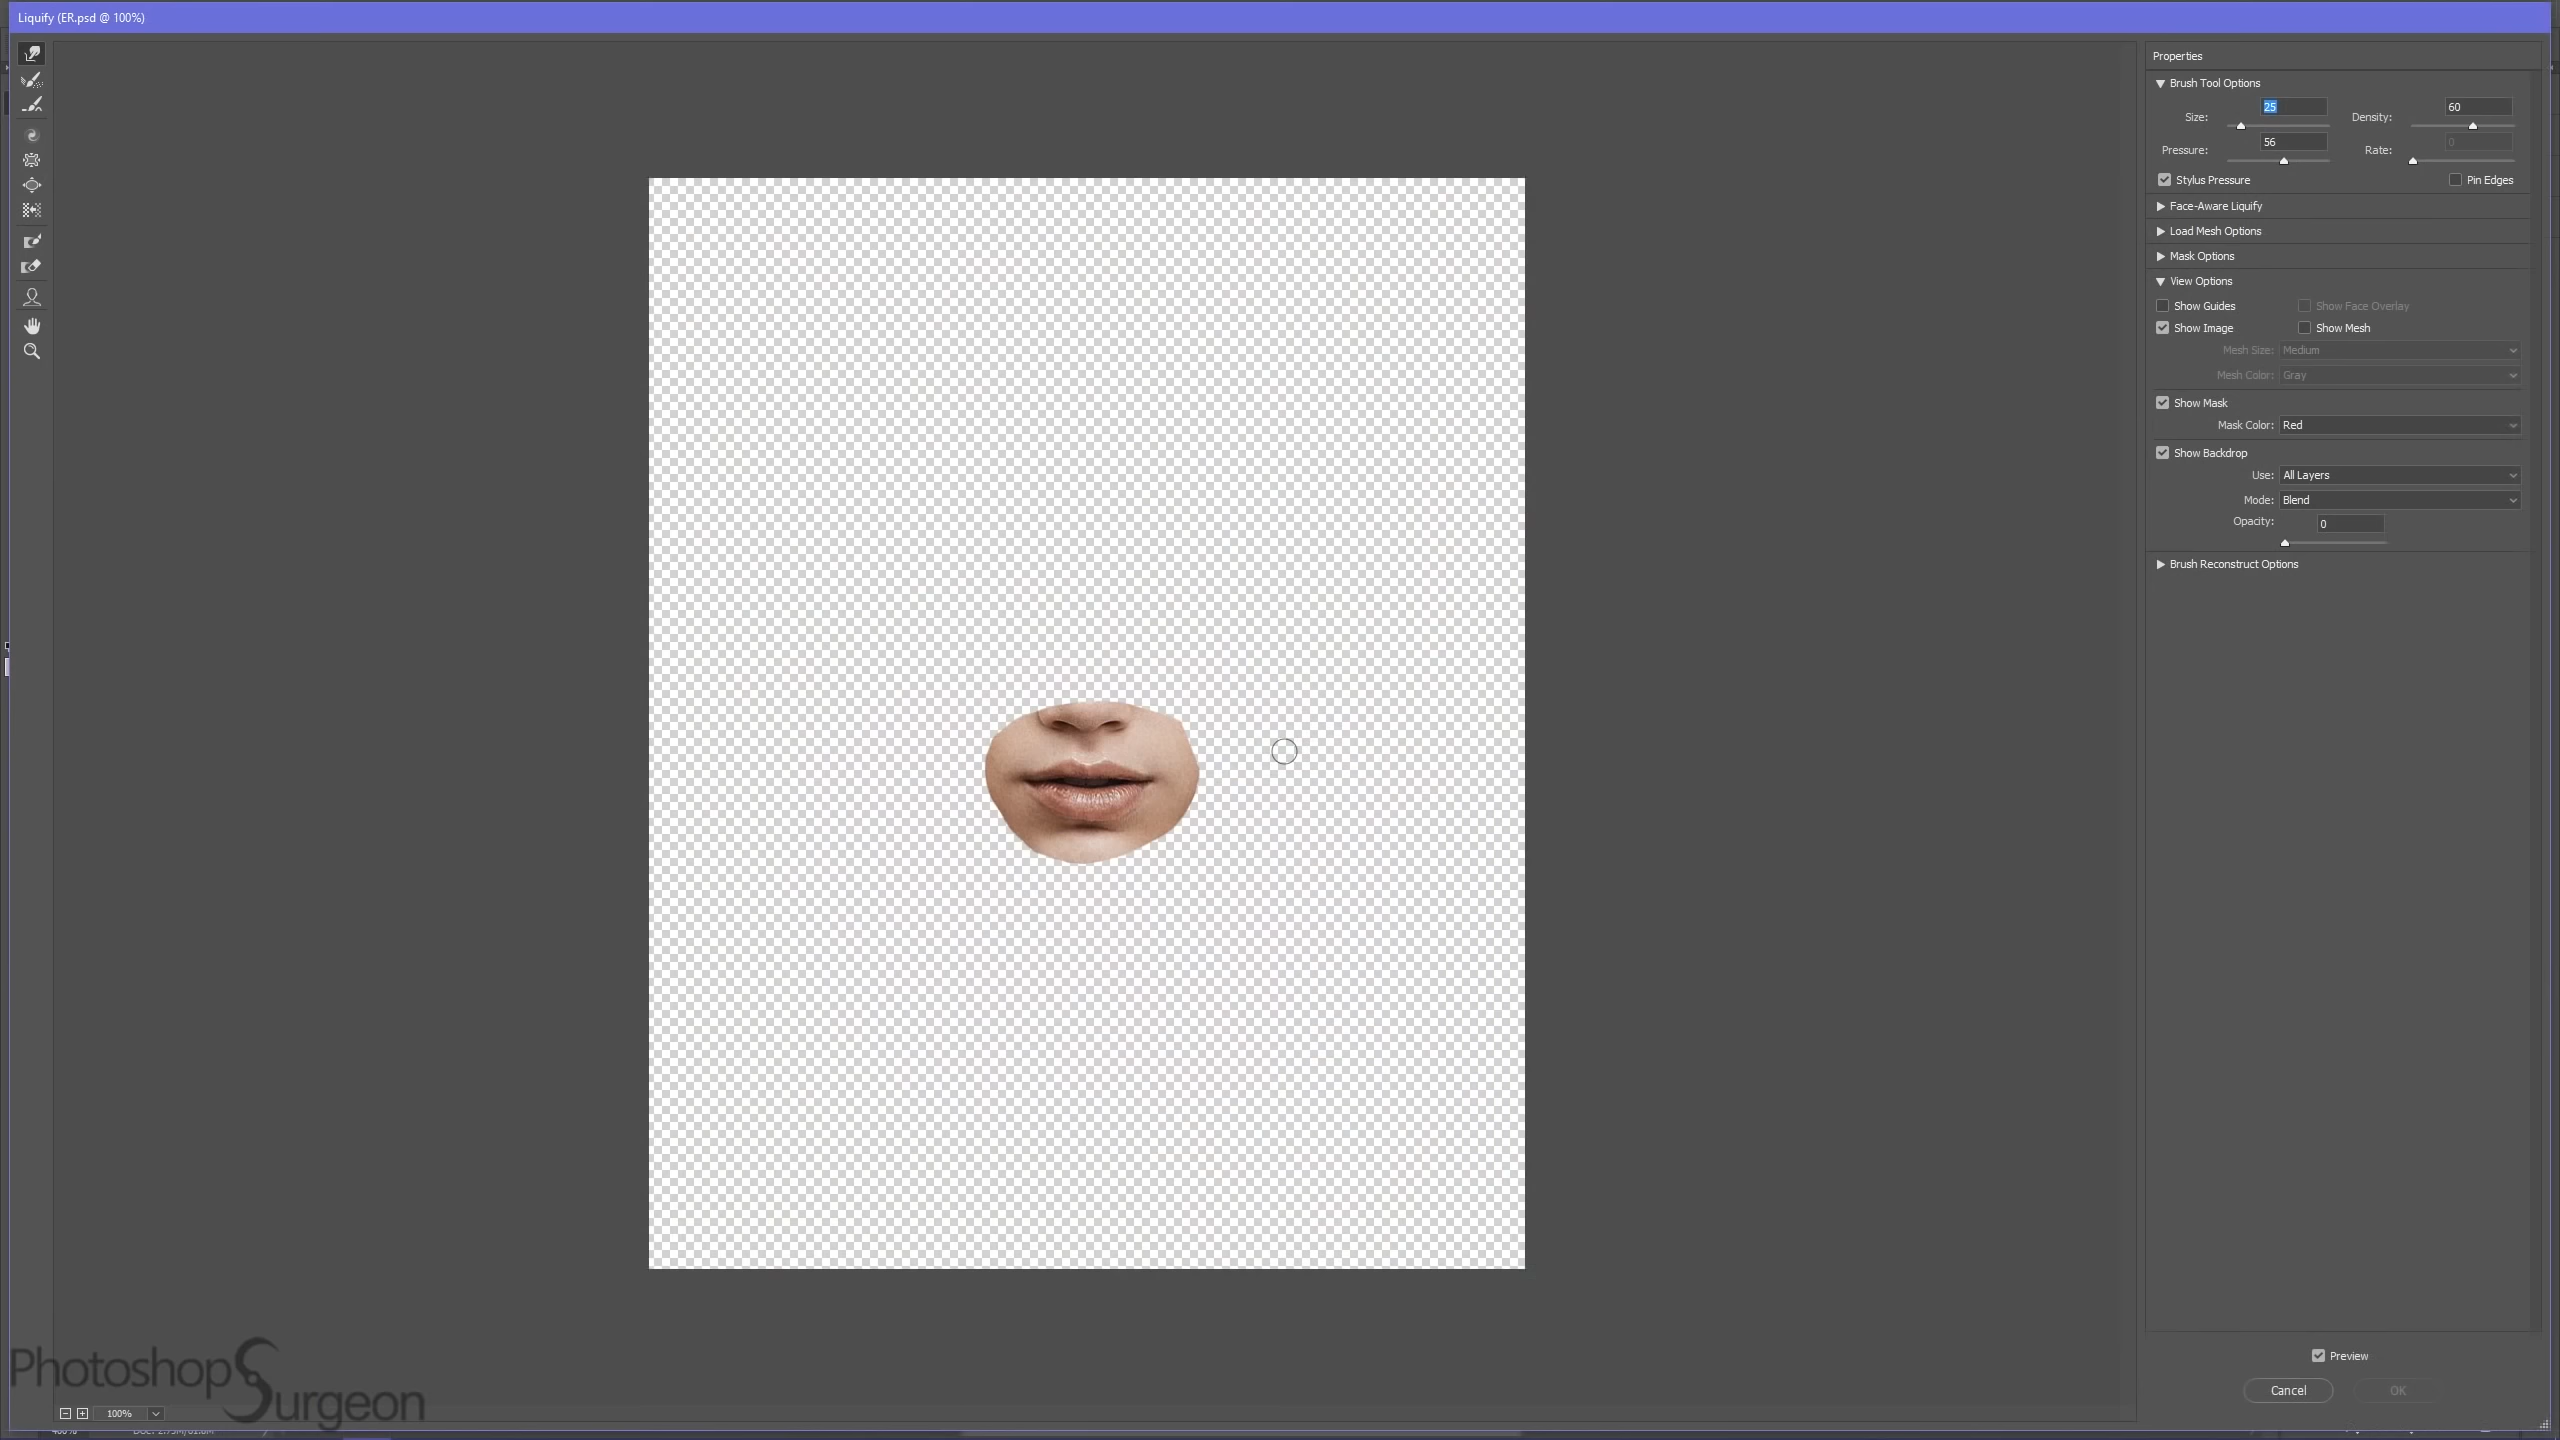 Liquify (ER.psd @ 100%)
Properties
Brush Tool Options
Size: 25
Density: 60
Pressure: 56
Rate: 0
Stylus Pressure
Pin Edges
Face-Aware Liquify
Load Mesh Options
Mask Options
View Options
Show Guides
Show Face Overlay
Show Image
Show Mesh
Mesh Size: Medium
Mesh Color: Gray
Show Mask
Mask Color: Red
Show Backdrop
Use: All Layers
Mode: Blend
Opacity: 0
Brush Reconstruct Options
Preview
Cancel
OK
Photoshop Surgeon
100%